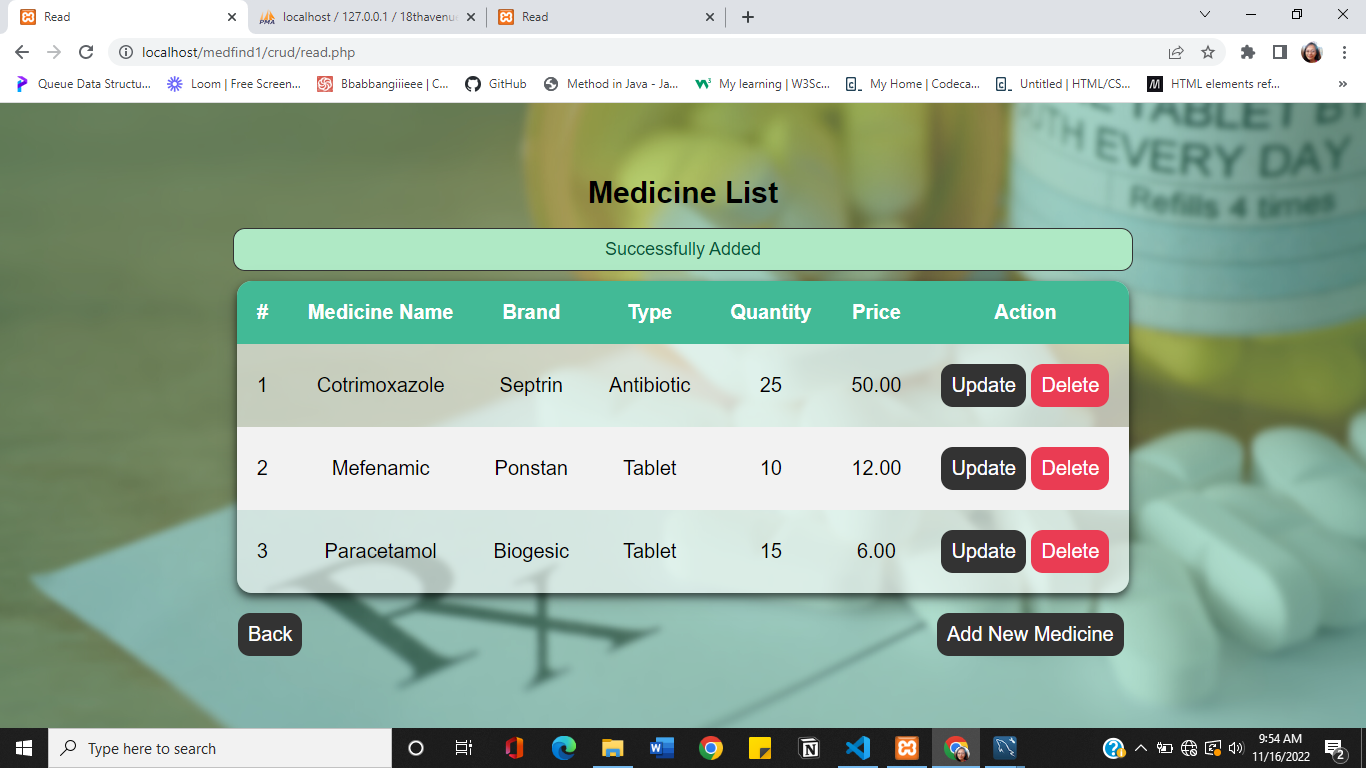 Read
localhost / 127.0.0.1 / 18thavenu
Read
localhost/medfind1/crud/read.php
Queue Data Structu...
Loom | Free Screen...
Bbabbangiiieee | C...
GitHub
Method in Java - Ja...
My learning | W3Sc...
My Home | Codeca...
Untitled | HTML/CS...
HTML elements ref...
TABLET BY
EVERY DAY
Refills 4 times
Medicine List
Successfully Added
# Medicine Name Brand Type Quantity Price Action
1 Cotrimoxazole Septrin Antibiotic 25 50.00 Update Delete
2 Mefenamic Ponstan Tablet 10 12.00 Update Delete
3 Paracetamol Biogesic Tablet 15 6.00 Update Delete
Back
Add New Medicine
Type here to search
9:54 AM
11/16/2022
2